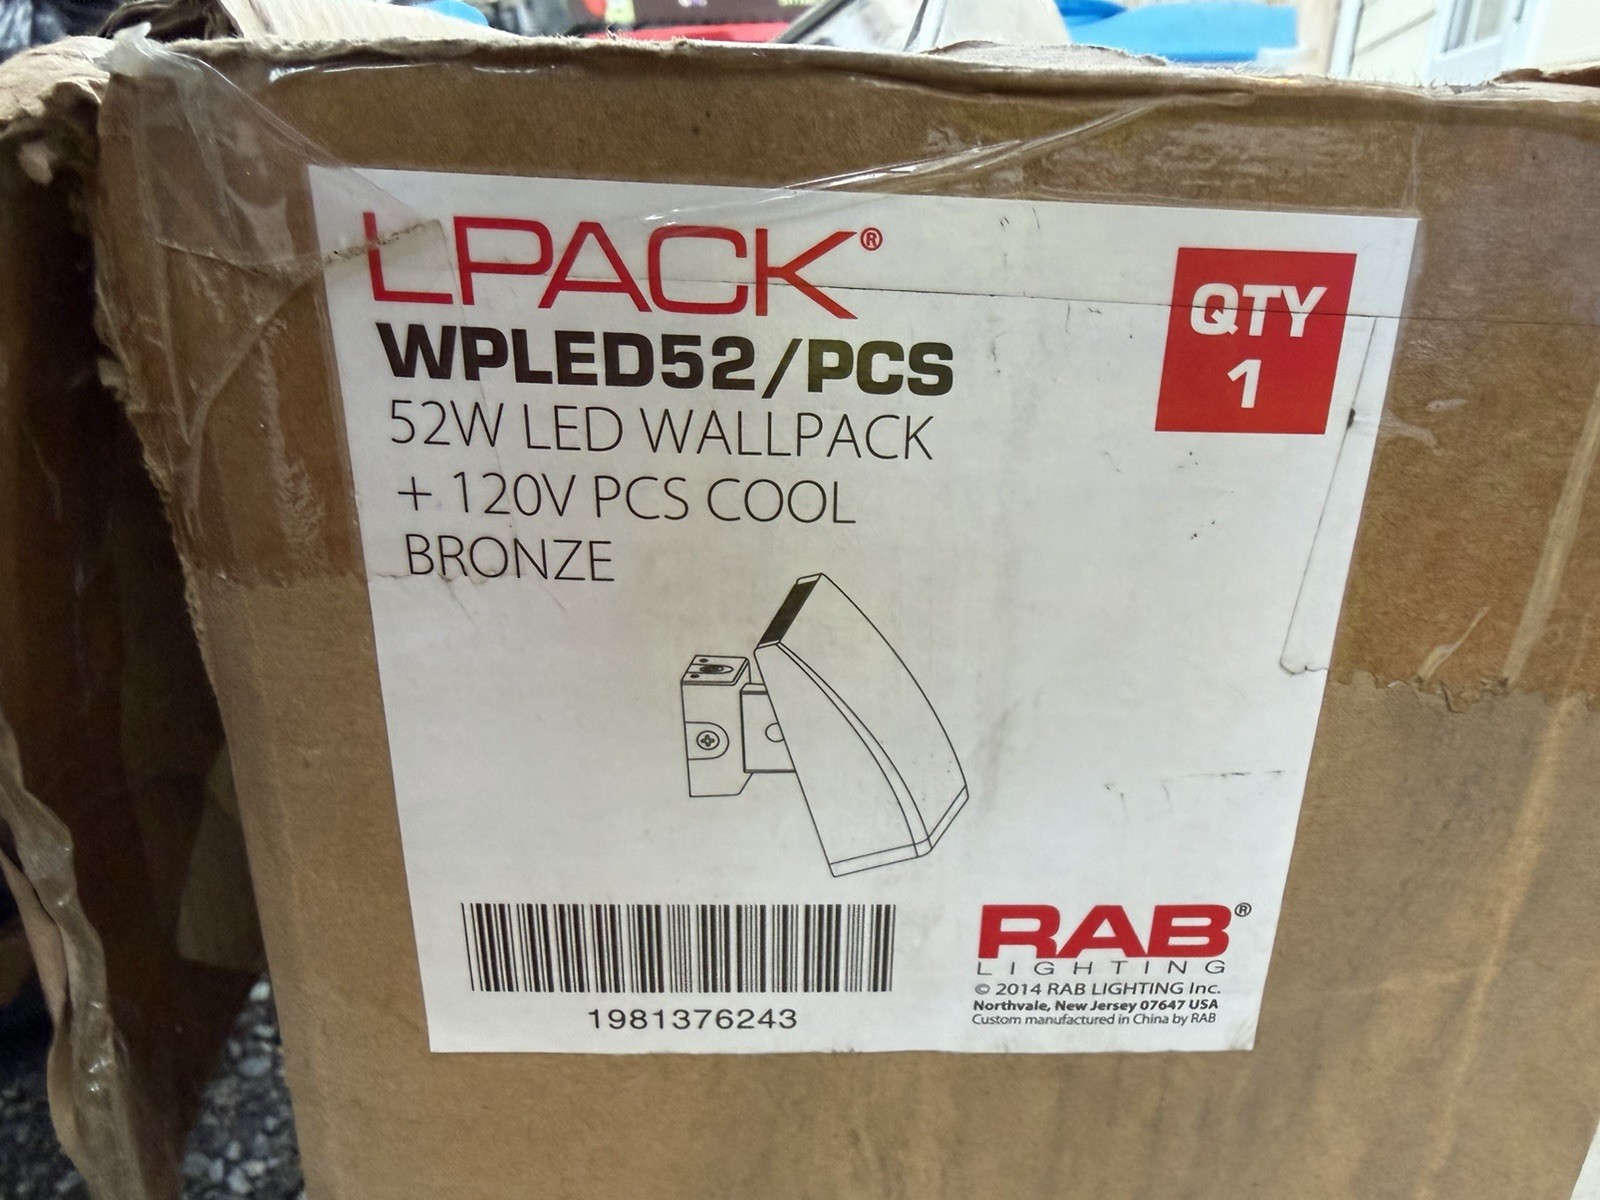 LPACK®
WPLED52/PCS
52W LED WALLPACK
+ 120V PCS COOL
BRONZE
QTY
1
1981376243
RAB®
LIGHTING
© 2014 RAB LIGHTING Inc.
Northvale, New Jersey 07647 USA
Custom manufactured in China by RAB